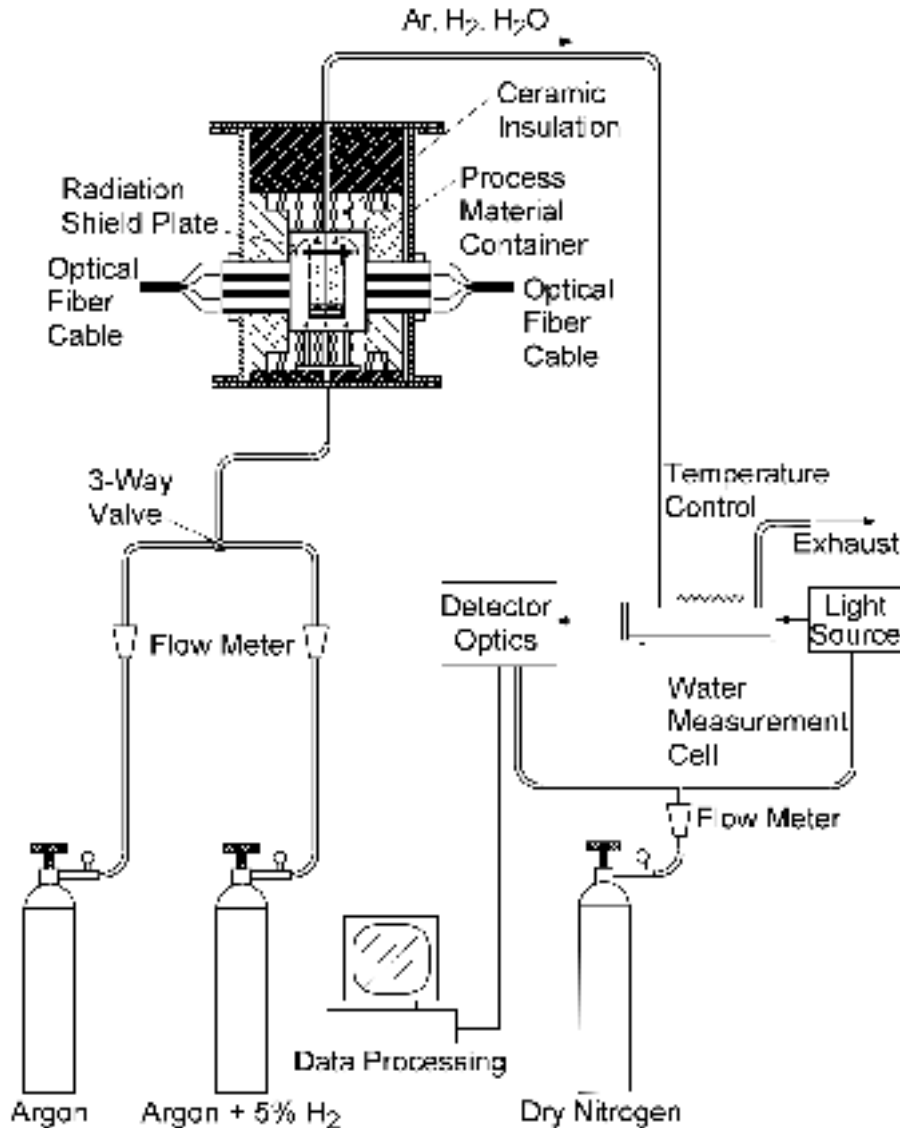 Ar, H2, H2O
Ceramic
Insulation
Radiation
Shield Plate
Process
Material
Container
Optical
Fiber
Cable
Optical
Fiber
Cable
3-Way
Valve
Temperature
Control
Exhaust
Detector
Optics
Light
Source
Flow Meter
Water
Measurement
Cell
Flow Meter
Data Processing
Argon
Argon + 5% H2
Dry Nitrogen